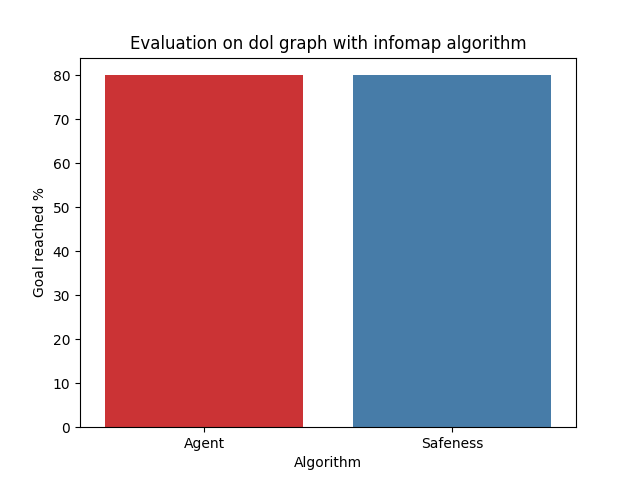 Evaluation on dol graph with infomap algorithm
Goal reached %
80
70
60
50
40
30
20
10
0
Agent
Safeness
Algorithm